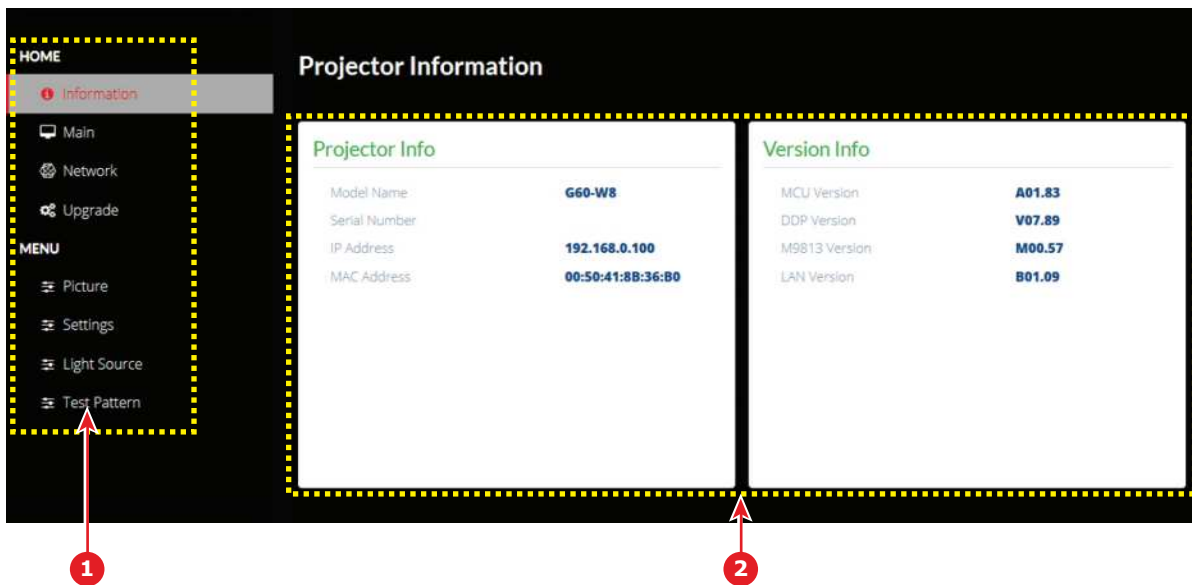 HOME
Information
Main
Network
Upgrade
MENU
Picture
Settings
Light Source
Test Pattern
Projector Information
Projector Info
Model Name G60-W8
Serial Number
IP Address 192.168.0.100
MAC Address 00:50:41:8B:36:B0
Version Info
MCU Version A01.83
DDP Version V07.89
M9813 Version M00.57
LAN Version B01.09
1
2